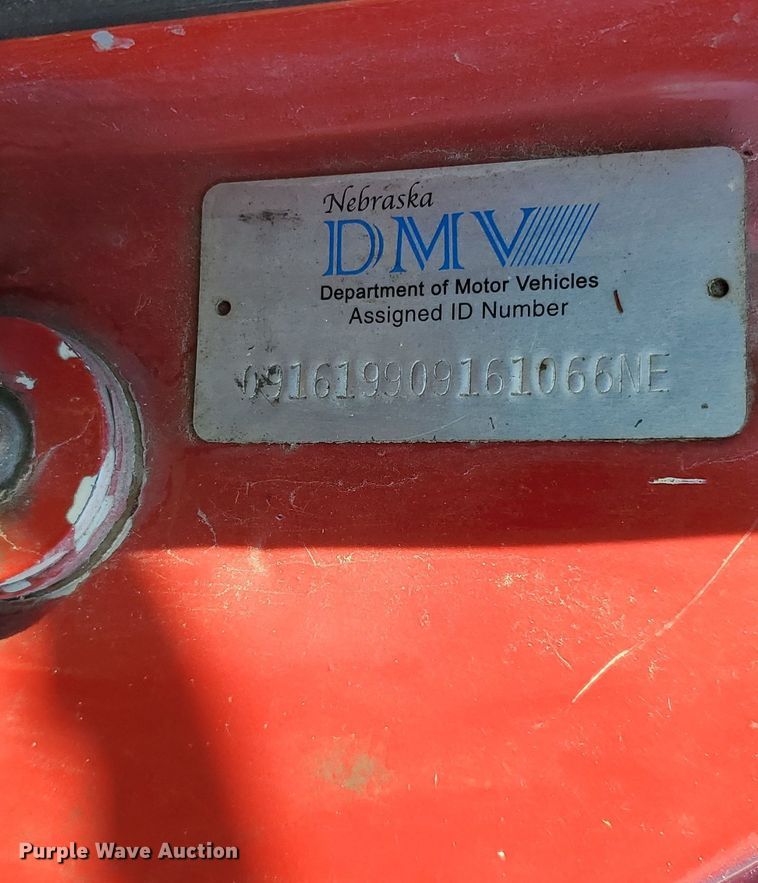 Nebraska
DMV
Department of Motor Vehicles
Assigned ID Number
091619909161066NE
Purple Wave Auction